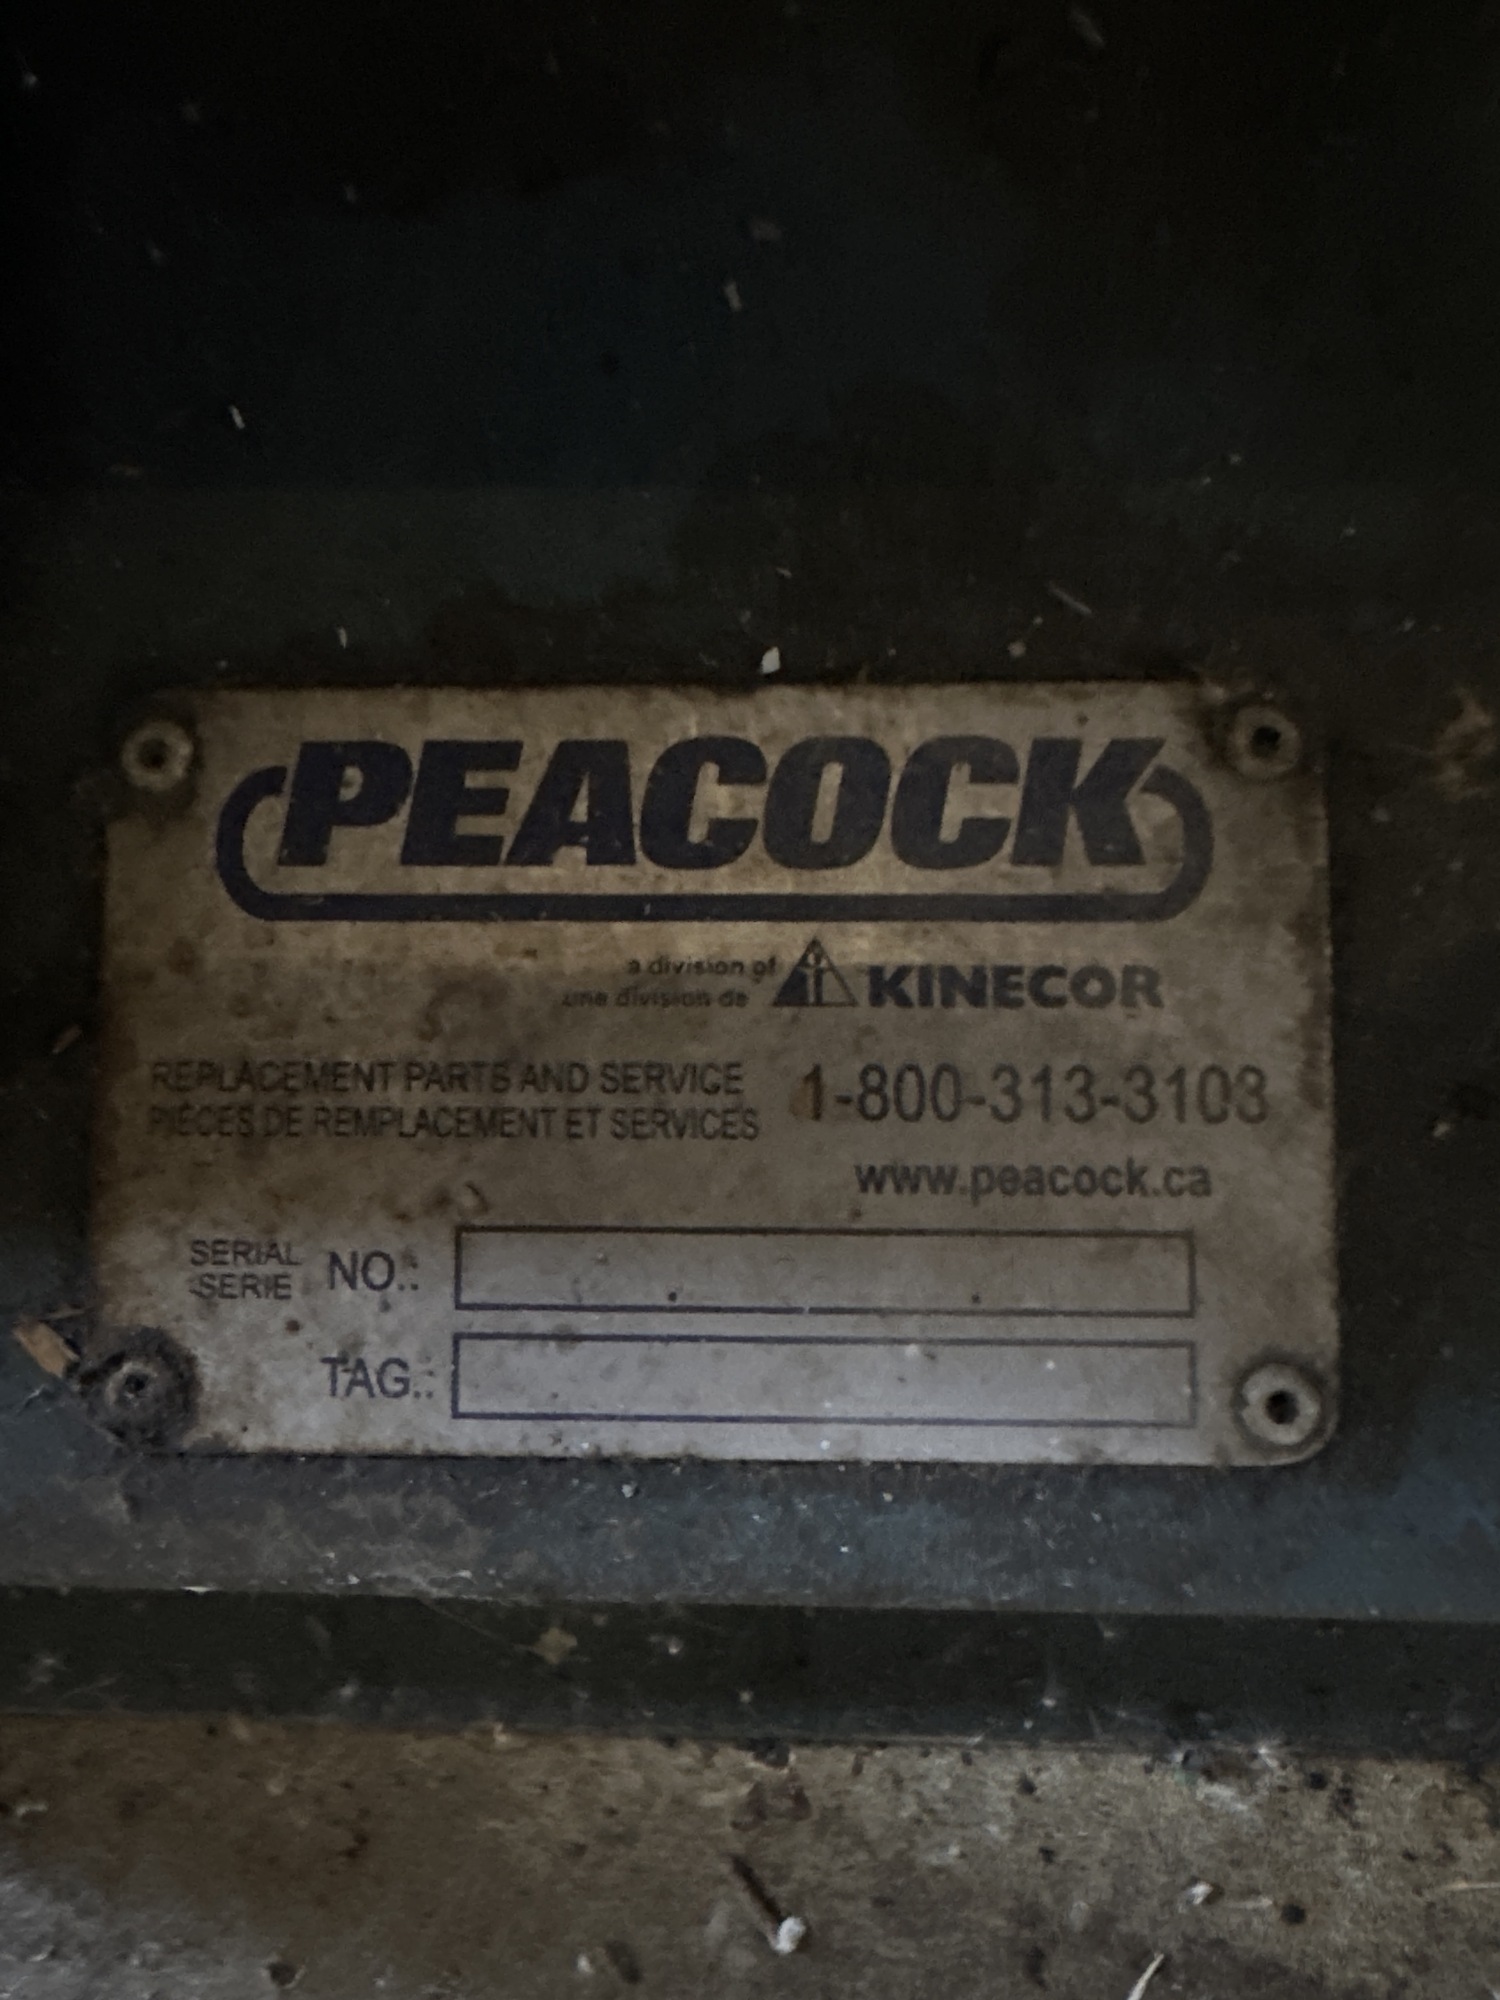 PEACOCK
a division of
une division de
KINECOR
REPLACEMENT PARTS AND SERVICE
PIÈCES DE REMPLACEMENT ET SERVICES
1-800-313-3103
www.peacock.ca
SERIAL
SERIE
NO.:
TAG.: